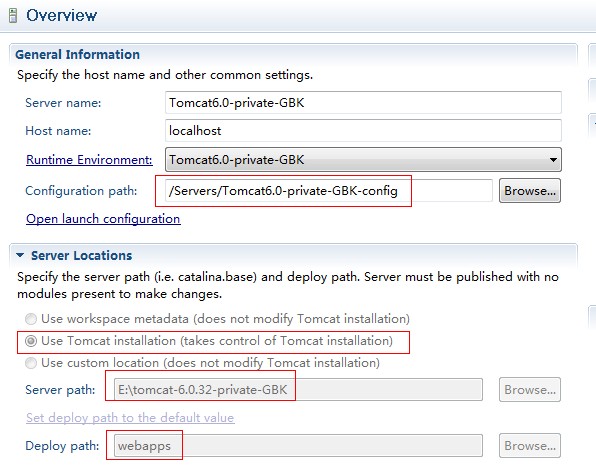 Overview
General Information
Specify the host name and other common settings.
Server name: Tomcat6.0-private-GBK
Host name: localhost
Runtime Environment: Tomcat6.0-private-GBK
Configuration path: /Servers/Tomcat6.0-private-GBK-config Browse...
Open launch configuration
Server Locations
Specify the server path (i.e. catalina.base) and deploy path. Server must be published with no
modules present to make changes.
Use workspace metadata (does not modify Tomcat installation)
Use Tomcat installation (takes control of Tomcat installation)
Use custom location (does not modify Tomcat installation)
Server path: E:\tomcat-6.0.32-private-GBK Browse...
Set deploy path to the default value
Deploy path: webapps Browse...